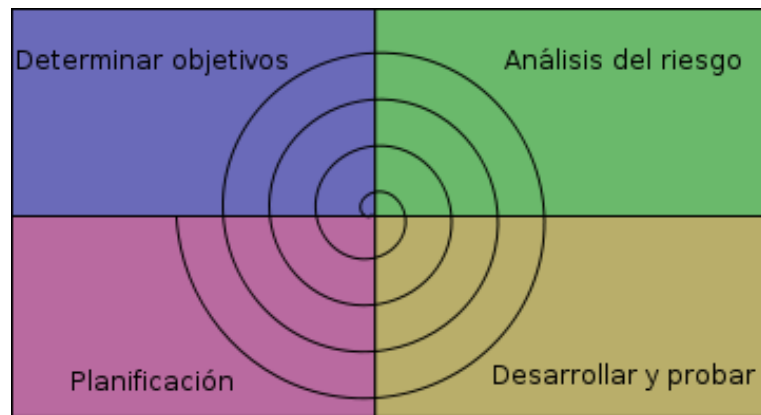 Determinar objetivos
Análisis del riesgo
Planificación
Desarrollar y probar